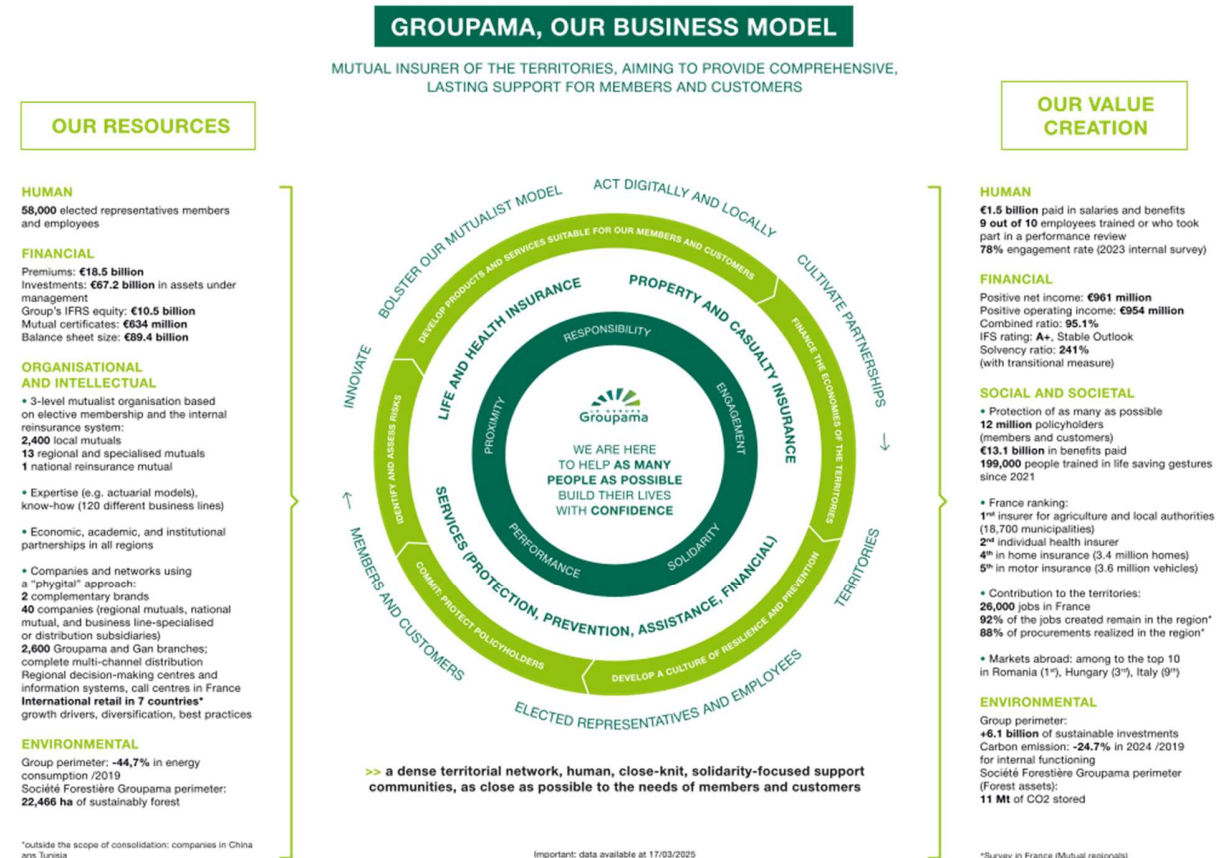 GROUPAMA, OUR BUSINESS MODEL
MUTUAL INSURER OF THE TERRITORIES, AIMING TO PROVIDE COMPREHENSIVE,
LASTING SUPPORT FOR MEMBERS AND CUSTOMERS
OUR RESOURCES
HUMAN
58,000 elected representatives members
and employees
FINANCIAL
Premiums: €18.5 billion
Investments: €67.2 billion in assets under
management
Group's IFRS equity: €10.5 billion
Mutual certificates: €634 million
Balance sheet size: €89.4 billion
ORGANISATIONAL
AND INTELLECTUAL
• 3-level mutualist organisation based
on elective membership and the internal
reinsurance system:
2,400 local mutuals
13 regional and specialised mutuals
1 national reinsurance mutual
• Expertise (e.g. actuarial models),
know-how (120 different business lines)
• Economic, academic, and institutional
partnerships in all regions
• Companies and networks using
a "phygital" approach:
2 complementary brands
40 companies (regional mutuals, national
mutual, and business line-specialised
or distribution subsidiaries)
2,600 Groupama and Gan branches;
complete multi-channel distribution
Regional decision-making centres and
information systems, call centres in France
International retail in 7 countries*
growth drivers, diversification, best practices
ENVIRONMENTAL
Group perimeter: -44,7% in energy
consumption /2019
Société Forestière Groupama perimeter:
22,466 ha of sustainably forest
*outside the scope of consolidation: companies in China
ans Tunisia
INNOVATE
BOLSTER OUR MUTUALIST MODEL
ACT DIGITALLY AND LOCALLY
CULTIVATE PARTNERSHIPS
TERRITORIES
ELECTED REPRESENTATIVES AND EMPLOYEES
MEMBERS AND CUSTOMERS
IDENTIFY AND ASSESS RISKS
DEVELOP PRODUCTS AND SERVICES SUITABLE FOR OUR MEMBERS AND CUSTOMERS
FINANCE THE ECONOMIES OF THE TERRITORIES
DEVELOP A CULTURE OF RESILIENCE AND PREVENTION
COMMIT: PROTECT POLICYHOLDERS
LIFE AND HEALTH INSURANCE
PROPERTY AND CASUALTY INSURANCE
SERVICES (PROTECTION, PREVENTION, ASSISTANCE, FINANCIAL)
PROXIMITY
RESPONSIBILITY
ENGAGEMENT
SOLIDARITY
PERFORMANCE
LE GROUPE
Groupama
WE ARE HERE
TO HELP AS MANY
PEOPLE AS POSSIBLE
BUILD THEIR LIVES
WITH CONFIDENCE
>> a dense territorial network, human, close-knit, solidarity-focused support
communities, as close as possible to the needs of members and customers
Important: data available at 17/03/2025
OUR VALUE
CREATION
HUMAN
€1.5 billion paid in salaries and benefits
9 out of 10 employees trained or who took
part in a performance review
78% engagement rate (2023 internal survey)
FINANCIAL
Positive net income: €961 million
Positive operating income: €954 million
Combined ratio: 95.1%
IFS rating: A+, Stable Outlook
Solvency ratio: 241%
(with transitional measure)
SOCIAL AND SOCIETAL
• Protection of as many as possible
12 million policyholders
(members and customers)
€13.1 billion in benefits paid
199,000 people trained in life saving gestures
since 2021
• France ranking:
1ʳˢᵗ insurer for agriculture and local authorities
(18,700 municipalities)
2ⁿᵈ individual health insurer
4ᵗʰ in home insurance (3.4 million homes)
5ᵗʰ in motor insurance (3.6 million vehicles)
• Contribution to the territories:
26,000 jobs in France
92% of the jobs created remain in the region*
88% of procurements realized in the region*
• Markets abroad: among to the top 10
in Romania (1ˢᵗ), Hungary (3ʳᵈ), Italy (9ᵗʰ)
ENVIRONMENTAL
Group perimeter:
+6.1 billion of sustainable investments
Carbon emission: -24.7% in 2024 /2019
for internal functioning
Société Forestière Groupama perimeter
(Forest assets):
11 Mt of CO2 stored
*Survey in France (Mutual regionals)